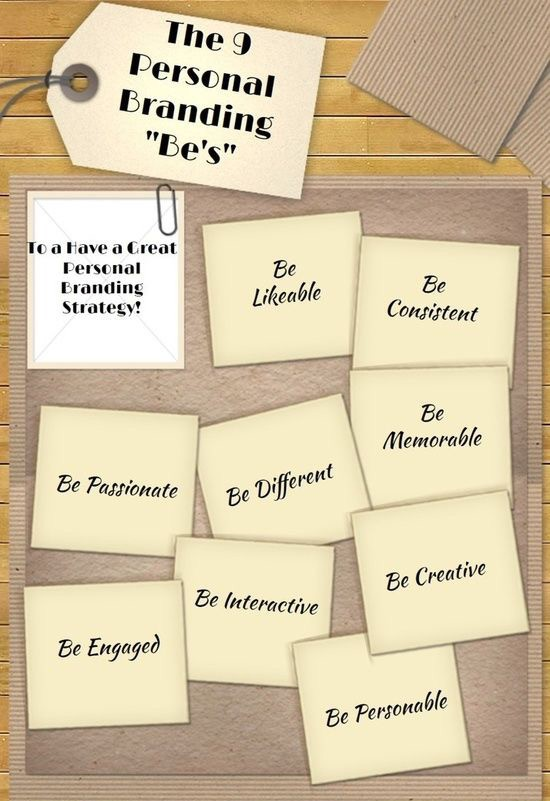 The 9
Personal
Branding
"Be's"
To a Have a Great
Personal
Branding
Strategy!
Be
Likeable
Be
Consistent
Be
Memorable
Be Passionate
Be Different
Be Creative
Be Interactive
Be Engaged
Be Personable